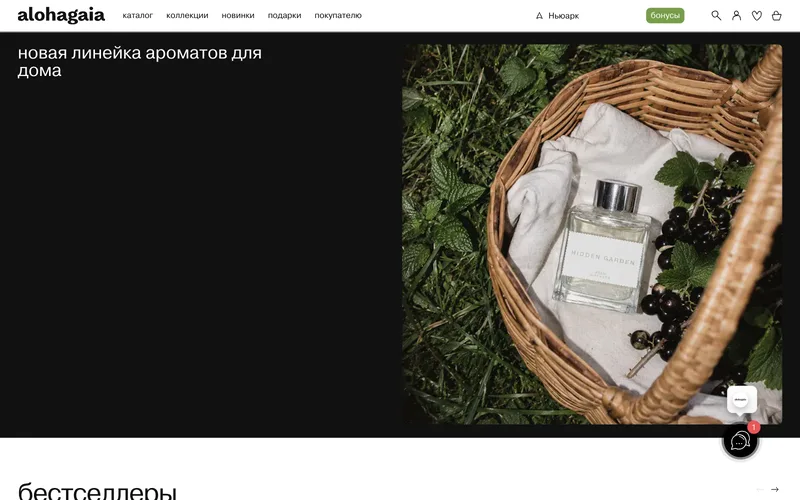 alohagaia
каталог
коллекции
новинки
подарки
покупателю
Ньюарк
бонусы
новая линейка ароматов для
дома
HIDDEN GARDEN
1
бестселлеры